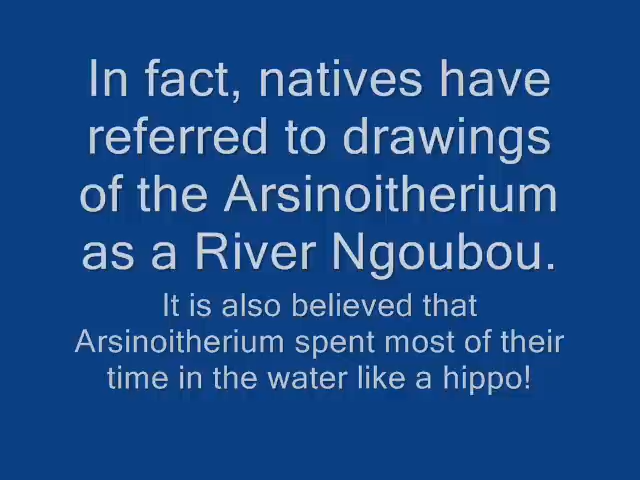 In fact, natives have
referred to drawings
of the Arsinoitherium
as a River Ngoubou.
It is also believed that
Arsinoitherium spent most of their
time in the water like a hippo!